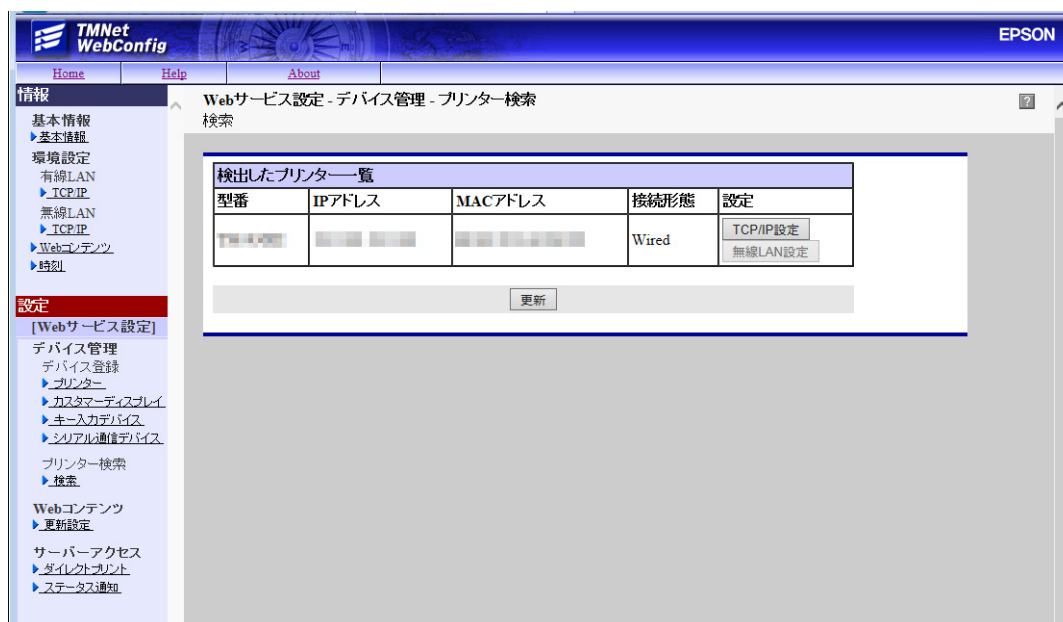 TMNet
WebConfig
EPSON
Home Help About
情報
基本情報
基本情報
環境設定
有線LAN
TCP/IP
無線LAN
TCP/IP
Webコンテンツ
時刻
設定
[Webサービス設定]
デバイス管理
デバイス登録
プリンター
カスタマーディスプレイ
キー入力デバイス
シリアル通信デバイス
プリンター検索
検索
Webコンテンツ
更新設定
サーバーアクセス
ダイレクトプリント
ステータス通知
Webサービス設定 - デバイス管理 - プリンター検索
?
検索
検出したプリンター一覧
型番 IPアドレス MACアドレス 接続形態 設定
Wired TCP/IP設定
無線LAN設定
更新